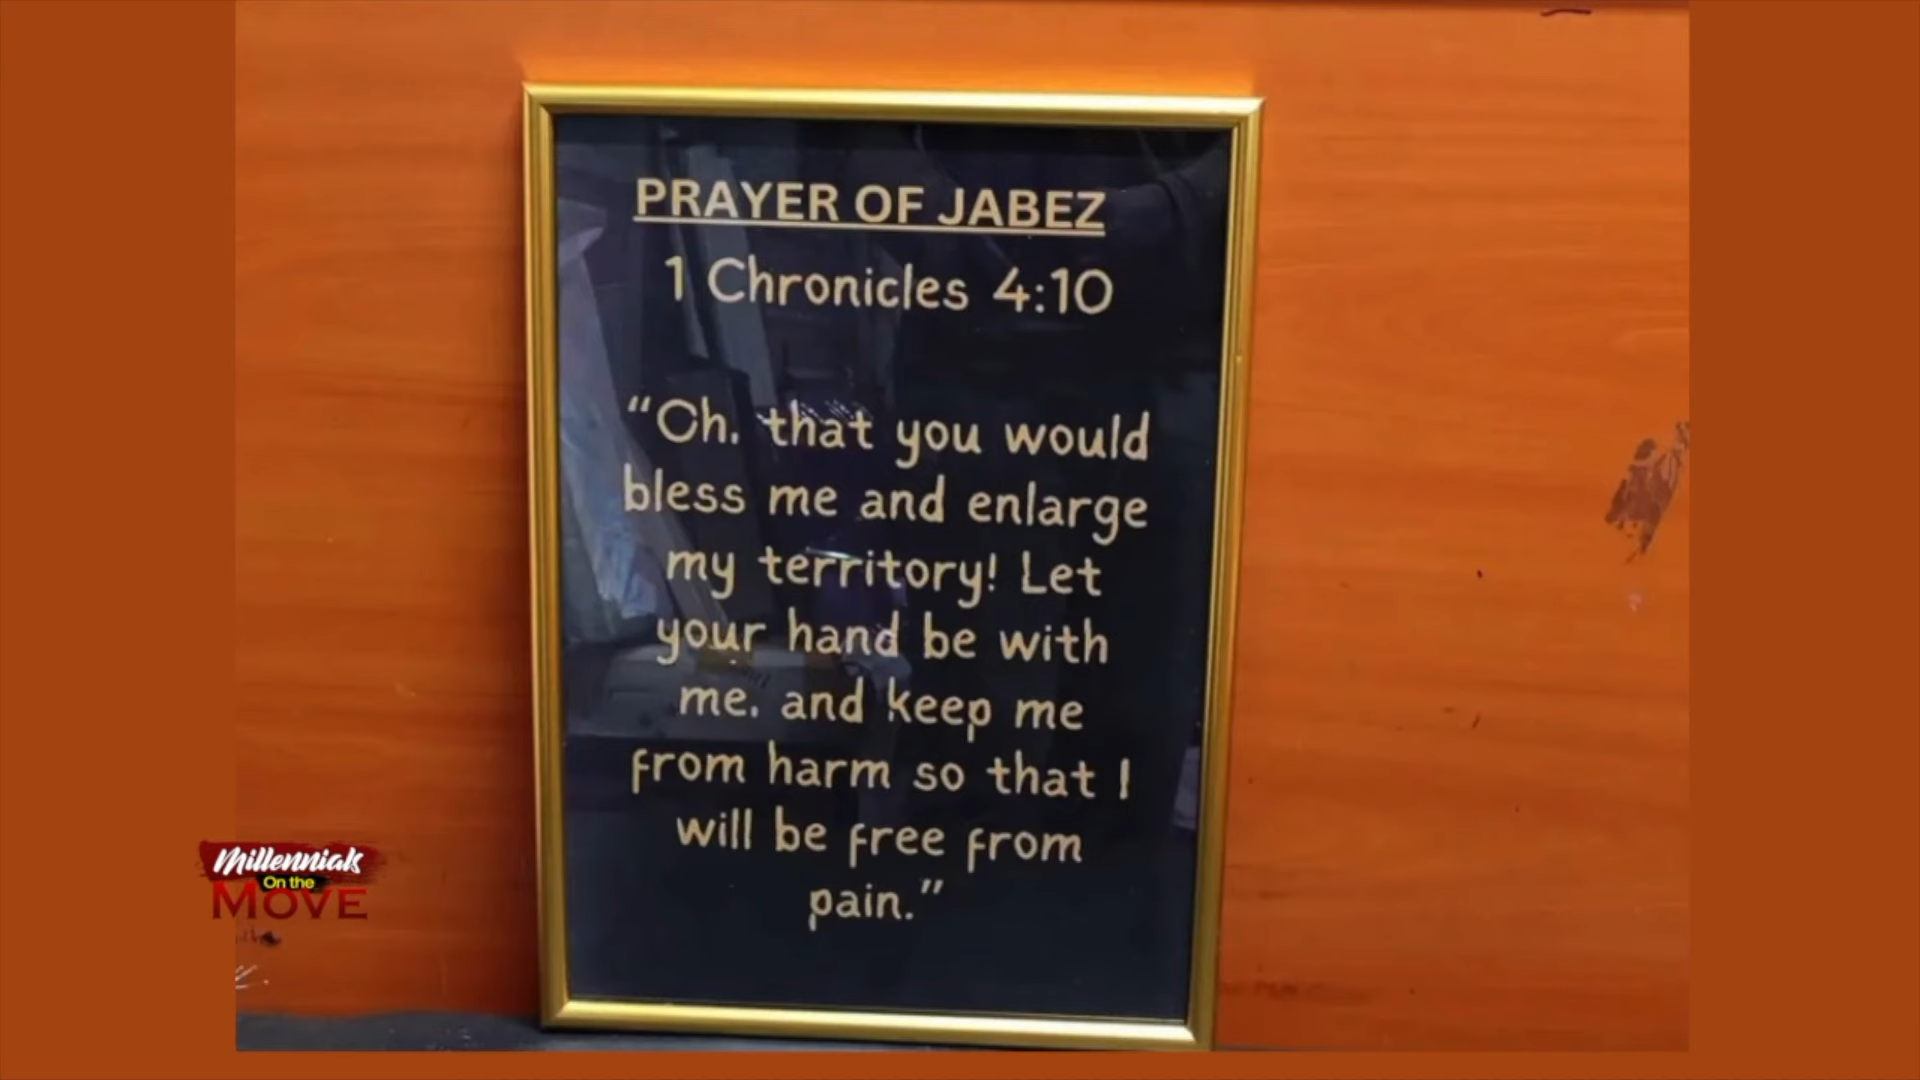 PRAYER OF JABEZ
1 Chronicles 4:10
“Oh, that you would
bless me and enlarge
my territory! Let
your hand be with
me, and keep me
from harm so that I
will be free from
pain.”
Millennials
On the
MOVE